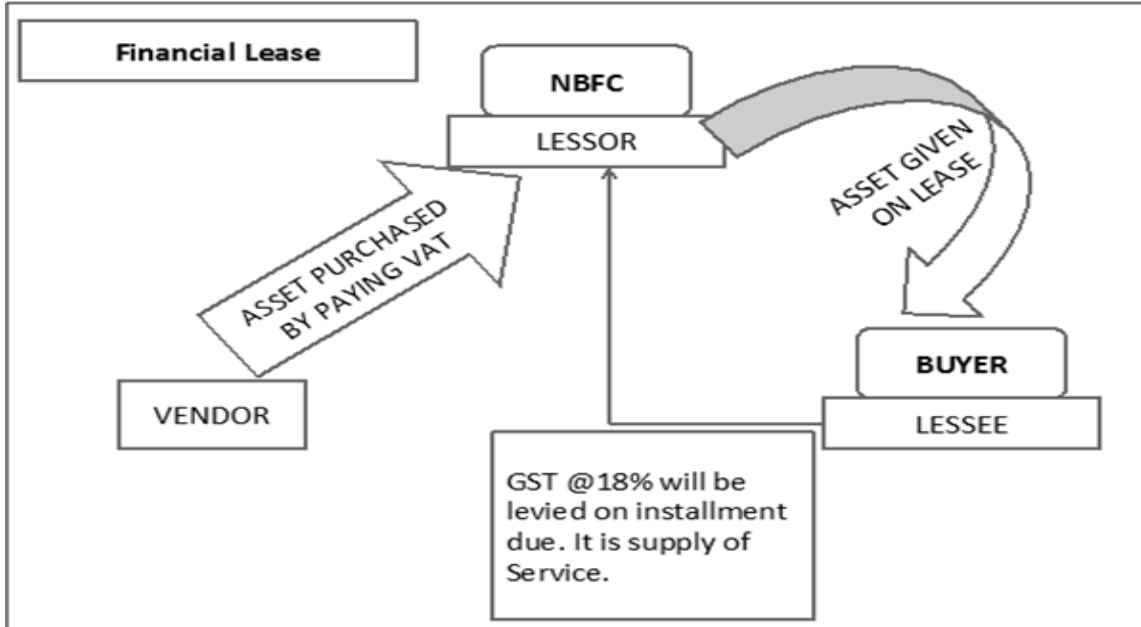 Financial Lease
NBFC
LESSOR
ASSET PURCHASED
BY PAYING VAT
ASSET GIVEN
ON LEASE
VENDOR
BUYER
LESSEE
GST @18% will be
levied on installment
due. It is supply of
Service.